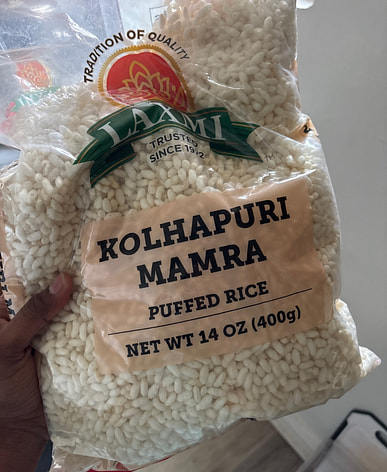 TRADITION OF QUALITY
LAXMI
TRUSTED
SINCE 1972
KOLHAPURI
MAMRA
PUFFED RICE
NET WT 14 OZ (400g)